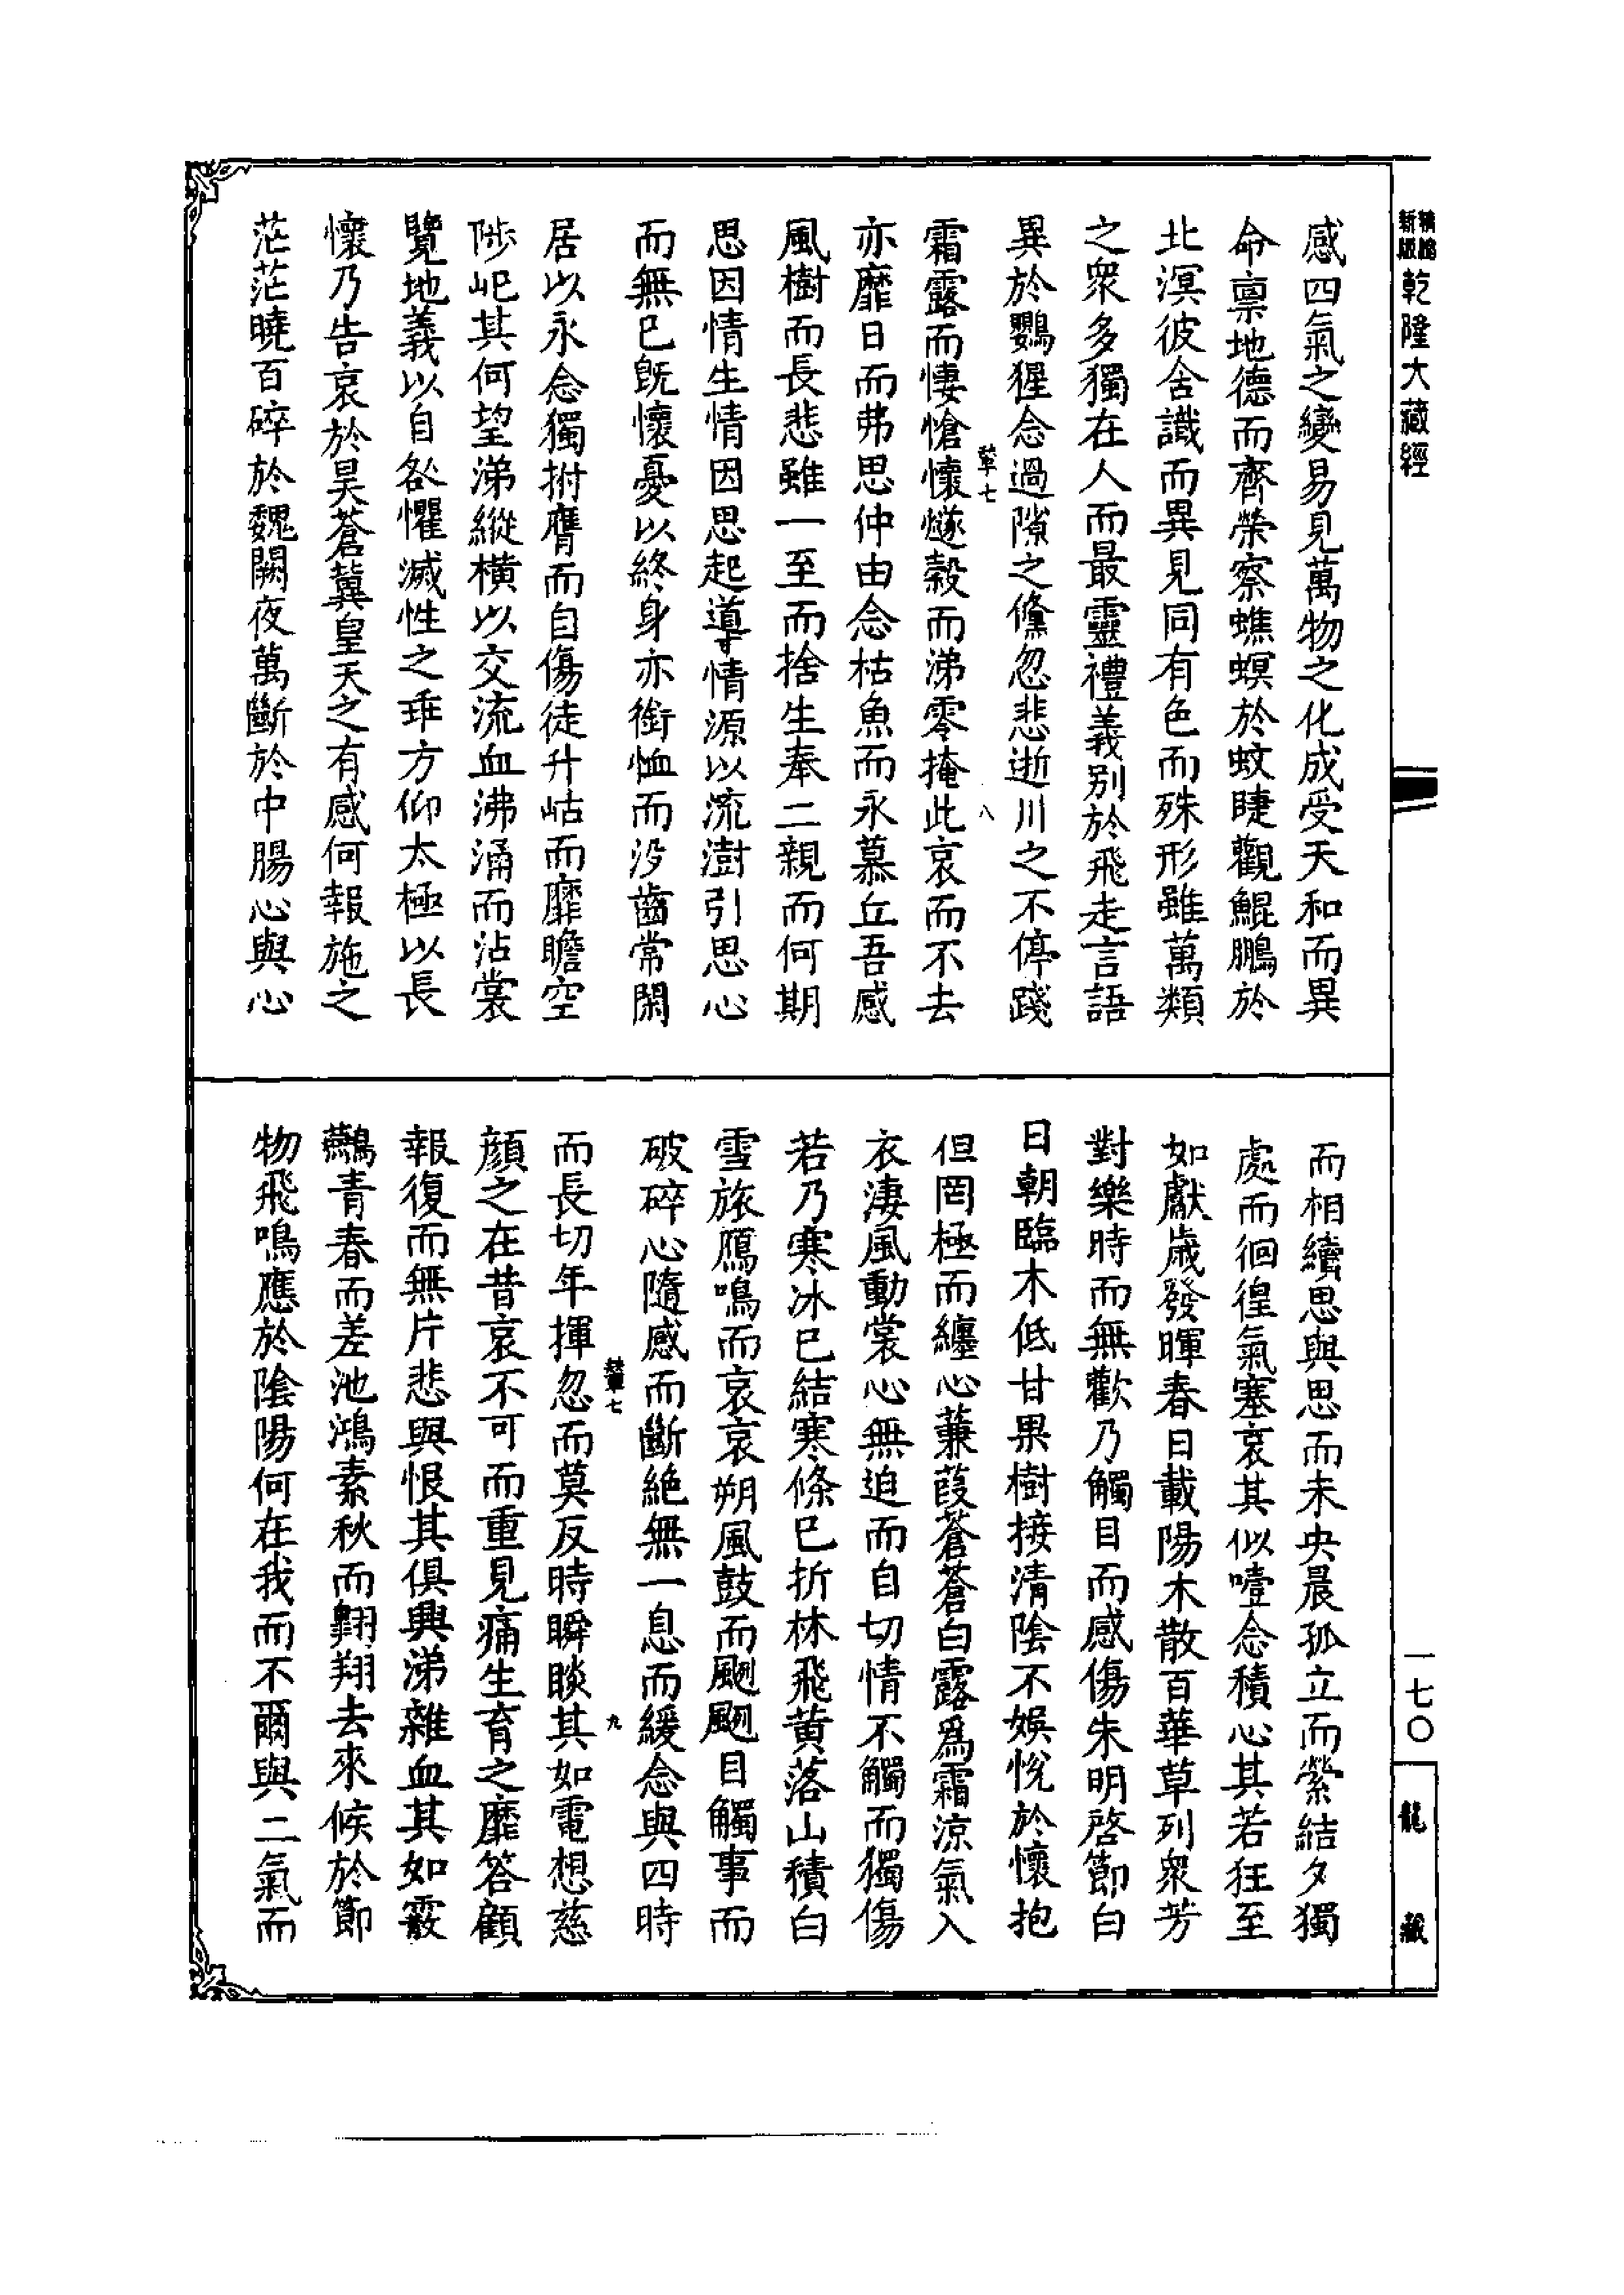 新版
乾隆大藏經
感四氣之變易見萬物之化成受天和而異
命稟地德而齊榮察蟭螟於蚊睫觀鯤鵬於
北溟彼含識而異見同有色而殊形雖萬類
之衆多獨在人而最靈禮義别於飛走言語
異於鸚猩念過隙之儵忽悲逝川之不停踐
七
八
霜露而悽愴懷燧榖而涕零掩此哀而不去
亦靡日而弗思仲由念枯魚而永慕丘吾感
風樹而長悲雖一至而捨生奉二親而何期
思因情生情因思起導情源以流澍引思心
而無已既懷憂以終身亦銜恤而沒齒常閑
居以永念獨拊膺而自傷徒升岵而靡瞻空
陟屺其何望涕縱橫以交流血沸涌而沾裳
覽地義以自咎懼滅性之乖方仰太極以長
懷乃告哀於昊蒼冀皇天之有感何報施之
茫茫曉百碎於魏闕夜萬斷於中腸心與心
而相續思與思而未央晨孤立而縈結夕獨
處而徊徨氣塞哀其似噎念積心其若狂至
如獻歲發暉春日載陽木散百華草列衆芳
對樂時而無歡乃觸目而感傷朱明啓節白
日朝臨木低甘果樹接清陰不娛悅於懷抱
但罔極而纏心蒹葭蒼蒼白露爲霜涼氣入
衣淒風動裳心無迫而自切情不觸而獨傷
若乃寒冰已結寒條已折林飛黃落山積白
雪旅鴈鳴而哀哀朔風鼓而颲颲目觸事而
破碎心隨感而斷絶無一息而緩念與四時
七
九
而長切年揮忽而莫反時瞬睒其如電想慈
顔之在昔哀不可而重見痛生育之靡答顧
報復而無片悲與恨其俱興涕雜血其如霰
鷰青春而差池鴻素秋而翱翔去來候於節
物飛鳴應於陰陽何在我而不爾與二氣而
一七〇
龍藏